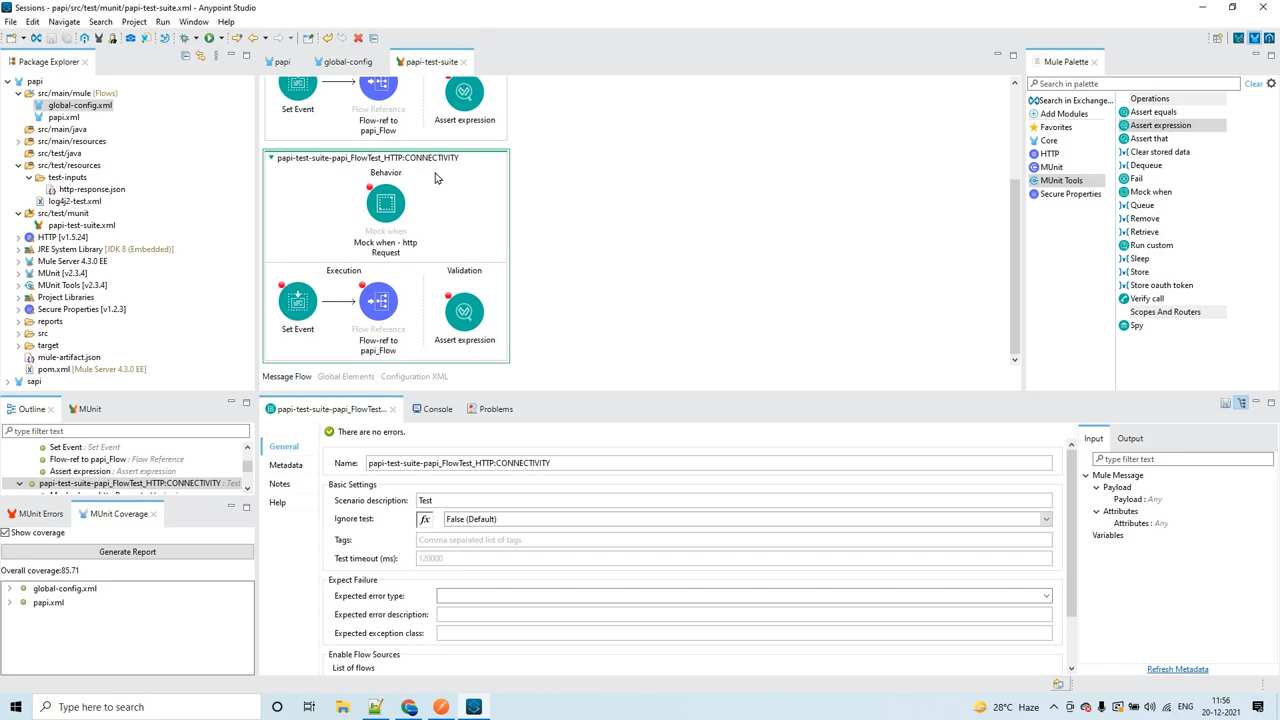 Sessions - papi/src/test/munit/papi-test-suite.xml - Anypoint Studio
File Edit Navigate Search Project Run Window Help
Package Explorer
papi
src/main/mule (Flows)
global-config.xml
papi.xml
src/main/java
src/main/resources
src/test/java
src/test/resources
test-inputs
http-response.json
log4j2-test.xml
src/test/munit
papi-test-suite.xml
HTTP [v1.5.24]
JRE System Library [JDK 8 (Embedded)]
Mule Server 4.3.0 EE
MUnit [v2.3.4]
MUnit Tools [v2.3.4]
Project Libraries
Secure Properties [v1.2.3]
reports
src
target
mule-artifact.json
pom.xml [Mule Server 4.3.0 EE]
sapi
papi global-config papi-test-suite
Set Event
Flow Reference
Flow-ref to
papi_Flow
Assert expression
papi-test-suite-papi_FlowTest_HTTP:CONNECTIVITY
Behavior
Mock when
Mock when - http
Request
Execution Validation
Set Event
Flow Reference
Flow-ref to
papi_Flow
Assert expression
Message Flow Global Elements Configuration XML
Mule Palette
Search in palette Clear
Search in Exchange...
Add Modules
Favorites
Core
HTTP
MUnit
MUnit Tools
Secure Properties
Operations
Assert equals
Assert expression
Assert that
Clear stored data
Dequeue
Fail
Mock when
Queue
Remove
Retrieve
Run custom
Sleep
Store
Store oauth token
Verify call
Scopes And Routers
Spy
Outline MUnit
type filter text
Set Event : Set Event
Flow-ref to papi_Flow : Flow Reference
Assert expression : Assert expression
papi-test-suite-papi_FlowTest_HTTP:CONNECTIVITY : Test
MUnit Errors MUnit Coverage
Show coverage
Generate Report
Overall coverage:85.71
global-config.xml
papi.xml
papi-test-suite-papi_FlowTest... Console Problems
There are no errors.
General
Metadata
Notes
Help
Name: papi-test-suite-papi_FlowTest_HTTP:CONNECTIVITY
Basic Settings
Scenario description: Test
Ignore test: fx False (Default)
Tags: Comma separated list of tags
Test timeout (ms): 120000
Expect Failure
Expected error type:
Expected error description:
Expected exception class:
Enable Flow Sources
List of flows
Input Output
type filter text
Mule Message
Payload
Payload : Any
Attributes
Attributes : Any
Variables
Refresh Metadata
Type here to search
28°C Haze
ENG
11:56
20-12-2021